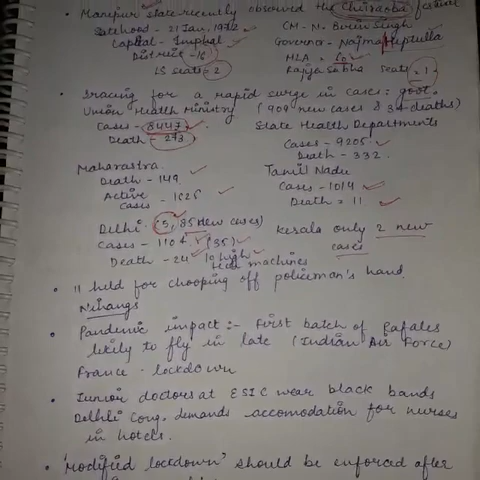 Manipur state recently observed the Cheiraoba festival
Statehood - 21 Jan, 1972 CM - N. Biren Singh
Capital - Imphal Governor - Najma Heptulla
District - 16 MLA = 60
LS Seats = 2 Rajya Sabha Seats = 1
Bracing for a rapid surge in cases: govt.
Union Health Ministry (909 new cases & 34 deaths)
Cases - 8447 State Health Departments
Death - 273 Cases - 9205
Death - 332
Maharastra Tamil Nadu
Death - 149 Cases - 1014
Active Cases - 1025 Death = 11
Delhi (5, 85 new cases) Kerala only 2 new cases
Cases - 1104 (35)
Death - 24 10 high tech machines
11 held for chopping off policeman's hand
Nihangs
Pandemic impact:- First batch of Rafales
likely to fly in late (Indian Air Force)
France - lockdown
Junior doctors at ESIC wear black bands
Delhi Cong. demands accomodation for nurses
in hotels.
'Modified lockdown' should be enforced after